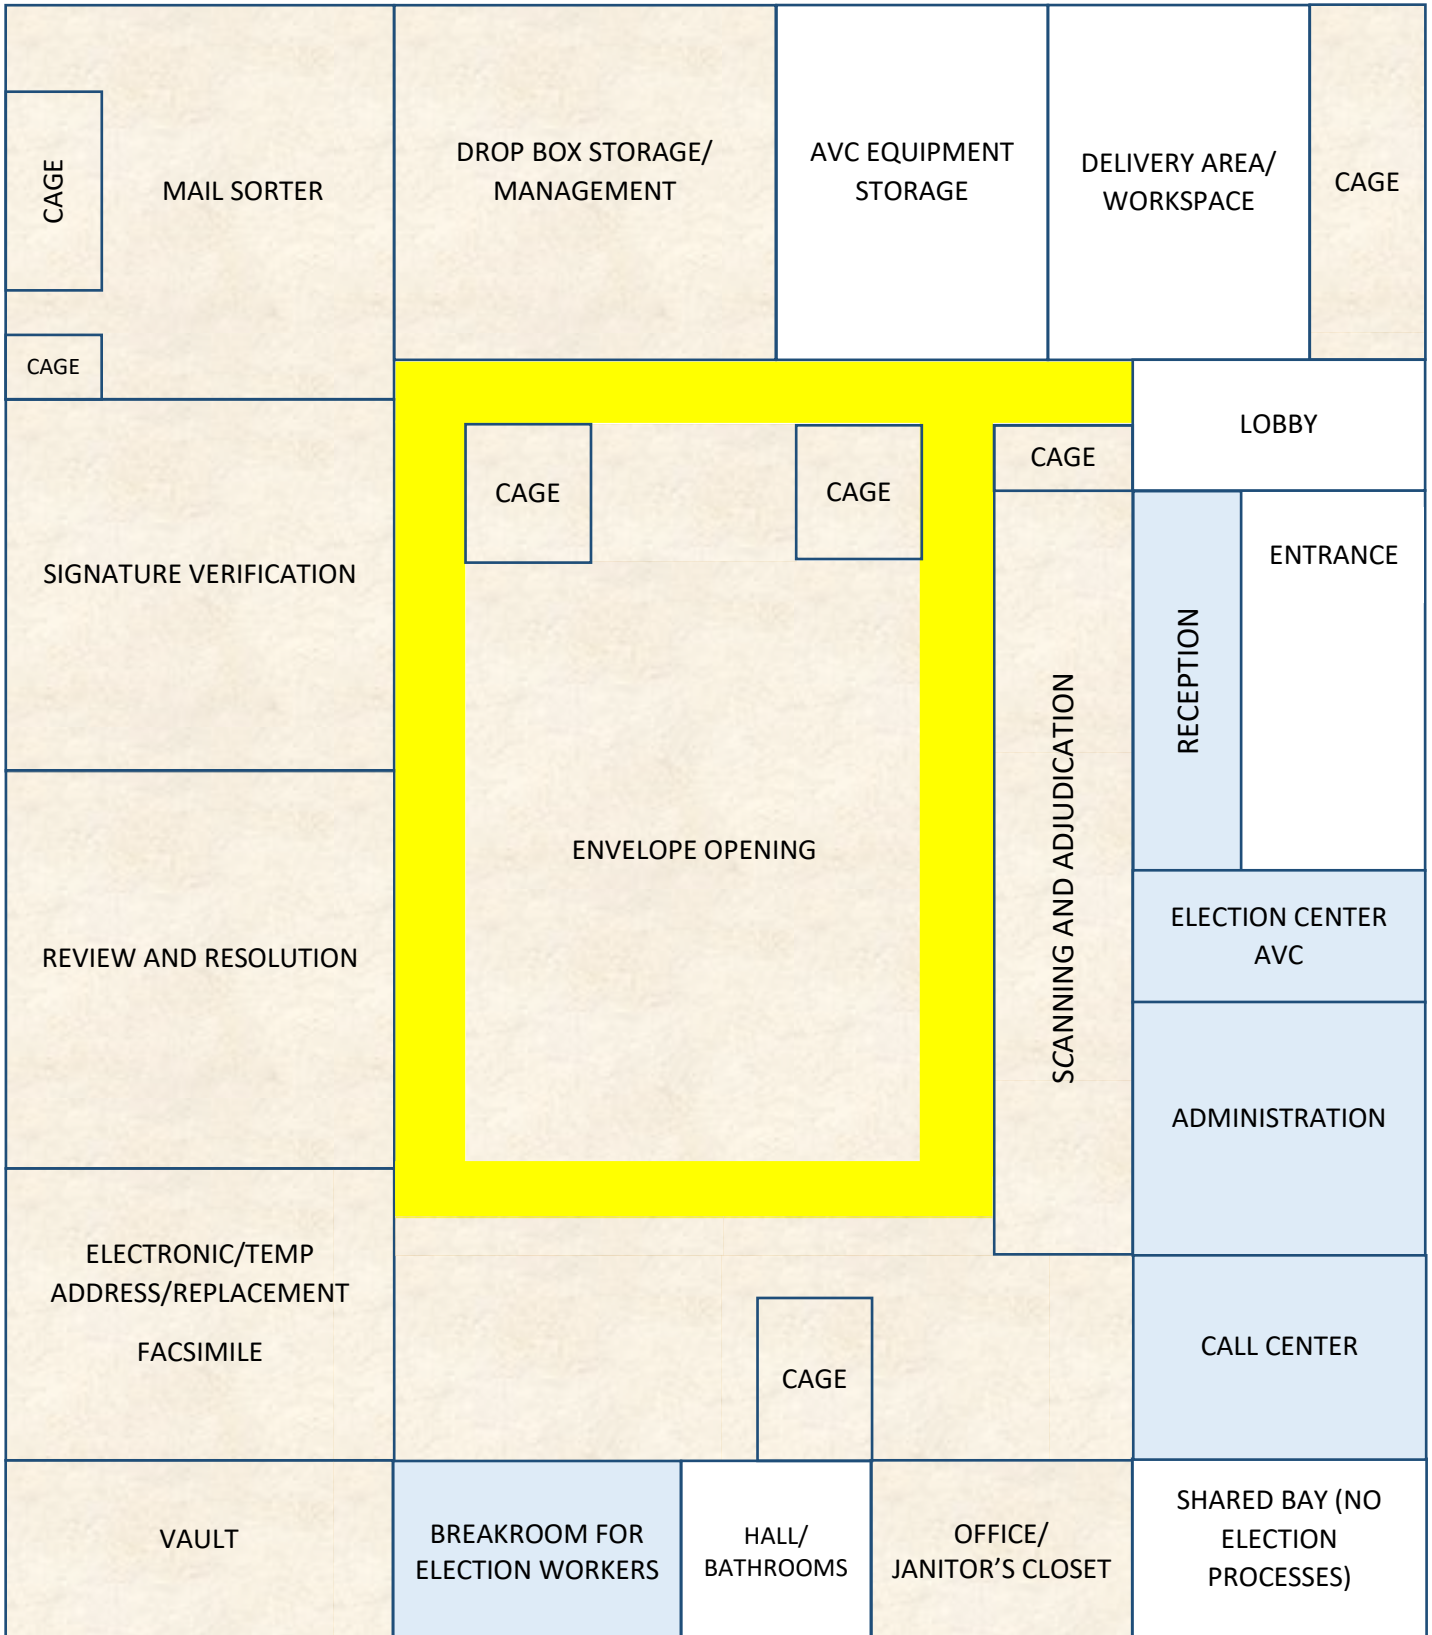 DROP BOX STORAGE/
MANAGEMENT
AVC EQUIPMENT
STORAGE
DELIVERY AREA/
WORKSPACE
CAGE
CAGE
MAIL SORTER
CAGE
LOBBY
CAGE
CAGE
CAGE
SIGNATURE VERIFICATION
ENTRANCE
RECEPTION
SCANNING AND ADJUDICATION
ENVELOPE OPENING
REVIEW AND RESOLUTION
ELECTION CENTER
AVC
ADMINISTRATION
ELECTRONIC/TEMP
ADDRESS/REPLACEMENT
FACSIMILE
CAGE
CALL CENTER
VAULT
BREAKROOM FOR
ELECTION WORKERS
HALL/
BATHROOMS
OFFICE/
JANITOR’S CLOSET
SHARED BAY (NO
ELECTION
PROCESSES)